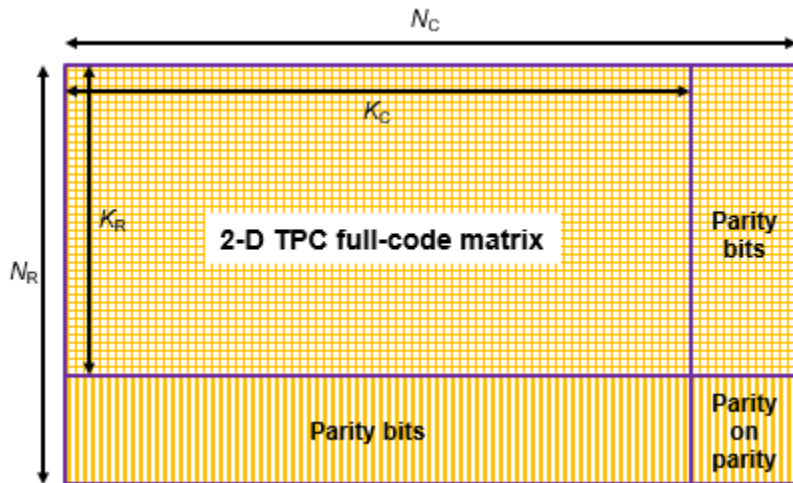 N_C
K_C
K_R
2-D TPC full-code matrix
Parity
bits
N_R
Parity bits
Parity
on
parity